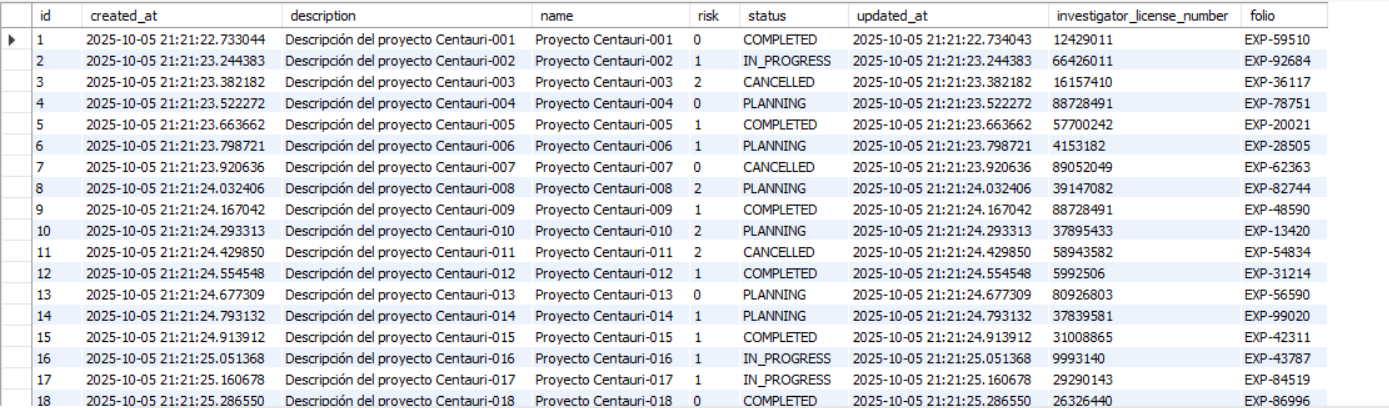 id created_at description name risk status updated_at investigator_license_number folio
1 2025-10-05 21:21:22.733044 Descripción del proyecto Centauri-001 Proyecto Centauri-001 0 COMPLETED 2025-10-05 21:21:22.734043 12429011 EXP-59510
2 2025-10-05 21:21:23.244383 Descripción del proyecto Centauri-002 Proyecto Centauri-002 1 IN_PROGRESS 2025-10-05 21:21:23.244383 66426011 EXP-92684
3 2025-10-05 21:21:23.382182 Descripción del proyecto Centauri-003 Proyecto Centauri-003 2 CANCELLED 2025-10-05 21:21:23.382182 16157410 EXP-36117
4 2025-10-05 21:21:23.522272 Descripción del proyecto Centauri-004 Proyecto Centauri-004 0 PLANNING 2025-10-05 21:21:23.522272 88728491 EXP-78751
5 2025-10-05 21:21:23.663662 Descripción del proyecto Centauri-005 Proyecto Centauri-005 1 COMPLETED 2025-10-05 21:21:23.663662 57700242 EXP-20021
6 2025-10-05 21:21:23.798721 Descripción del proyecto Centauri-006 Proyecto Centauri-006 1 PLANNING 2025-10-05 21:21:23.798721 4153182 EXP-28505
7 2025-10-05 21:21:23.920636 Descripción del proyecto Centauri-007 Proyecto Centauri-007 0 CANCELLED 2025-10-05 21:21:23.920636 89052049 EXP-62363
8 2025-10-05 21:21:24.032406 Descripción del proyecto Centauri-008 Proyecto Centauri-008 2 PLANNING 2025-10-05 21:21:24.032406 39147082 EXP-82744
9 2025-10-05 21:21:24.167042 Descripción del proyecto Centauri-009 Proyecto Centauri-009 1 COMPLETED 2025-10-05 21:21:24.167042 88728491 EXP-48590
10 2025-10-05 21:21:24.293313 Descripción del proyecto Centauri-010 Proyecto Centauri-010 2 PLANNING 2025-10-05 21:21:24.293313 37895433 EXP-13420
11 2025-10-05 21:21:24.429850 Descripción del proyecto Centauri-011 Proyecto Centauri-011 2 CANCELLED 2025-10-05 21:21:24.429850 58943582 EXP-54834
12 2025-10-05 21:21:24.554548 Descripción del proyecto Centauri-012 Proyecto Centauri-012 1 COMPLETED 2025-10-05 21:21:24.554548 5992506 EXP-31214
13 2025-10-05 21:21:24.677309 Descripción del proyecto Centauri-013 Proyecto Centauri-013 0 PLANNING 2025-10-05 21:21:24.677309 80926803 EXP-56590
14 2025-10-05 21:21:24.793132 Descripción del proyecto Centauri-014 Proyecto Centauri-014 1 PLANNING 2025-10-05 21:21:24.793132 37839581 EXP-99020
15 2025-10-05 21:21:24.913912 Descripción del proyecto Centauri-015 Proyecto Centauri-015 1 COMPLETED 2025-10-05 21:21:24.913912 31008865 EXP-42311
16 2025-10-05 21:21:25.051368 Descripción del proyecto Centauri-016 Proyecto Centauri-016 1 IN_PROGRESS 2025-10-05 21:21:25.051368 9993140 EXP-43787
17 2025-10-05 21:21:25.160678 Descripción del proyecto Centauri-017 Proyecto Centauri-017 1 IN_PROGRESS 2025-10-05 21:21:25.160678 29290143 EXP-84519
18 2025-10-05 21:21:25.286550 Descripción del proyecto Centauri-018 Proyecto Centauri-018 0 COMPLETED 2025-10-05 21:21:25.286550 26326440 EXP-86996